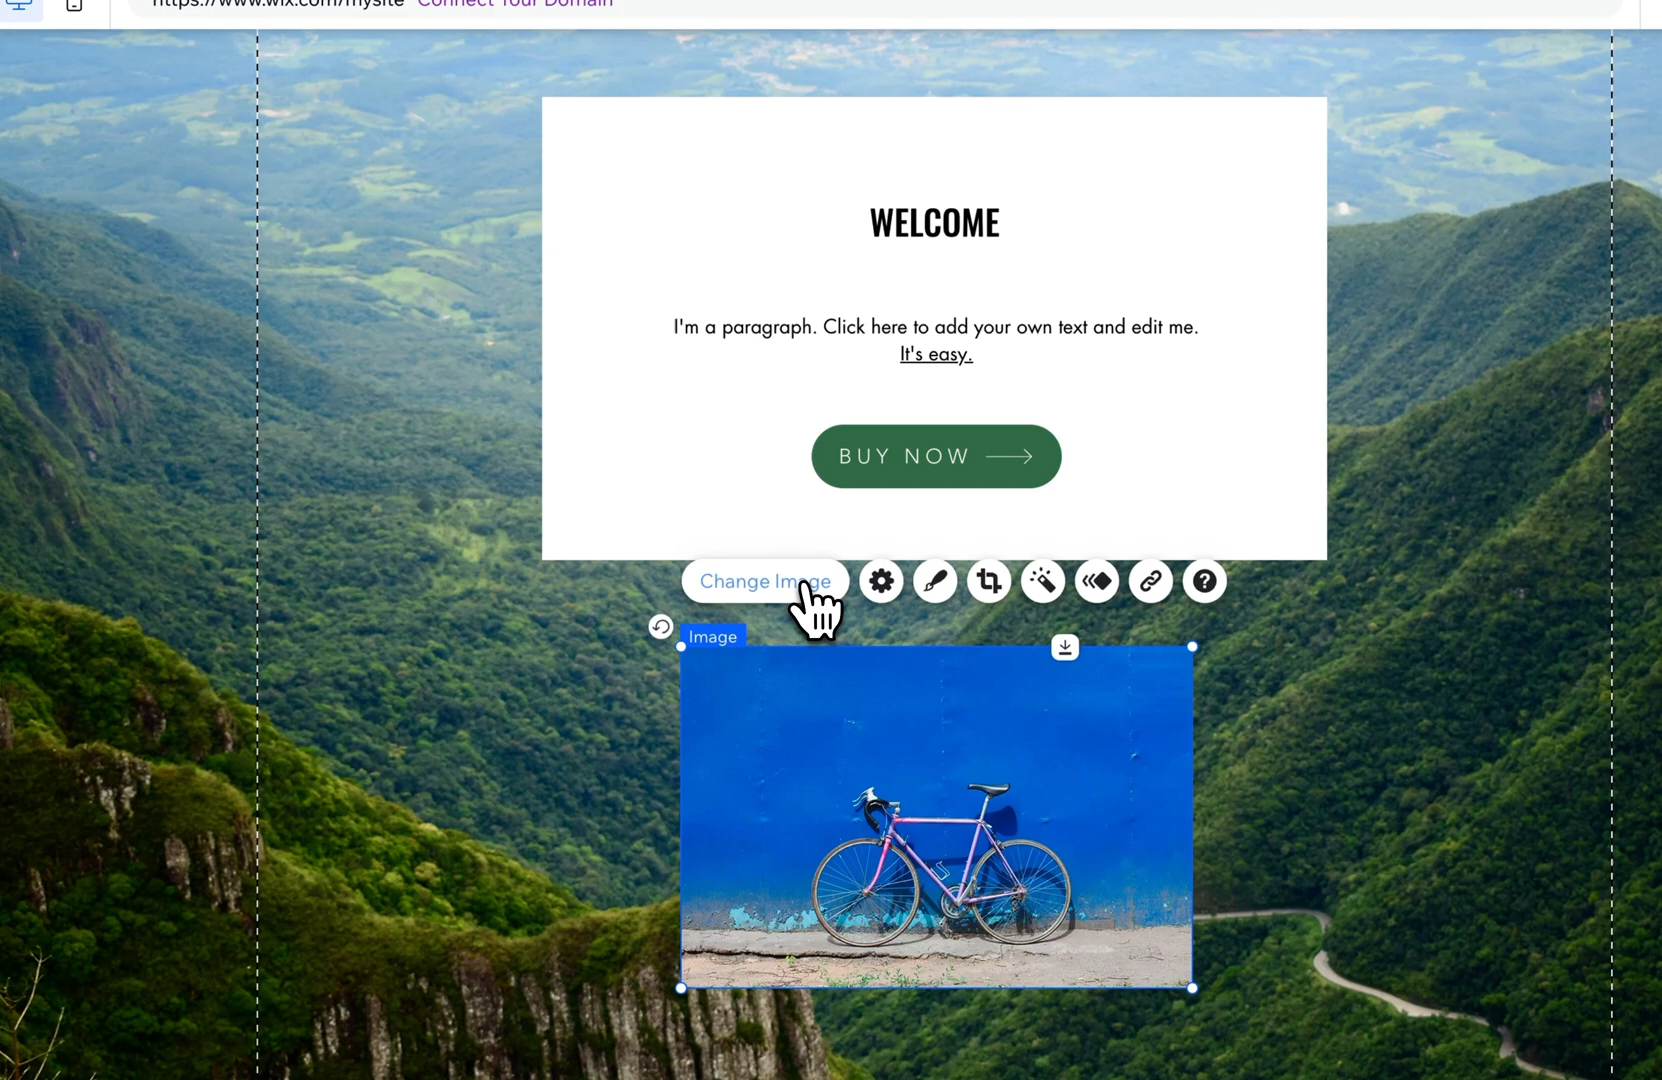 https://www.wix.com/mysite Connect Your Domain
WELCOME
I'm a paragraph. Click here to add your own text and edit me.
It's easy.
BUY NOW
Change Image
Image